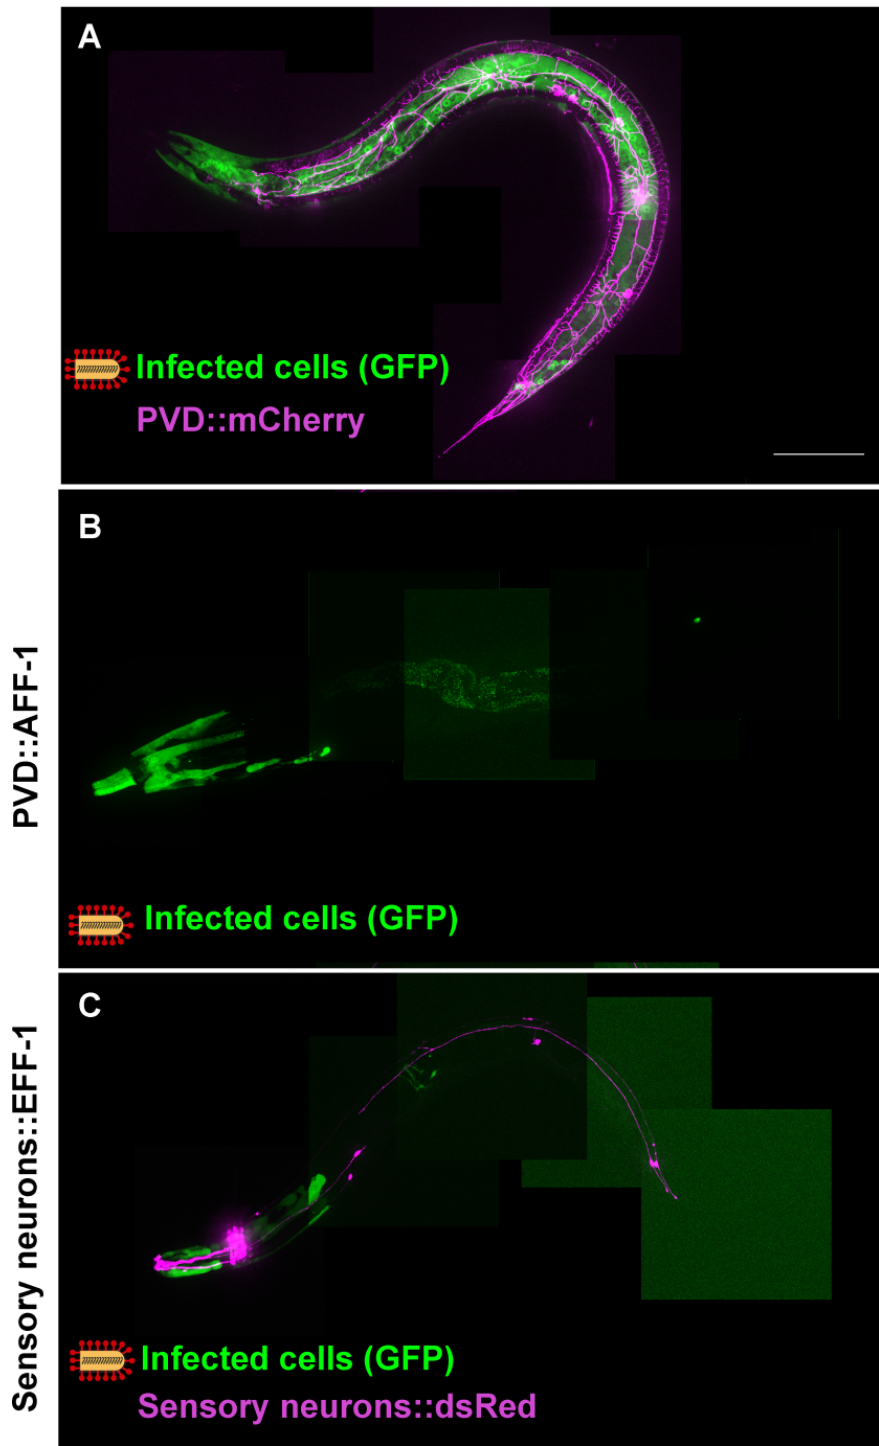 A
Infected cells (GFP)
PVD::mCherry
PVD::AFF-1
B
Infected cells (GFP)
Sensory neurons::EFF-1
C
Infected cells (GFP)
Sensory neurons::dsRed